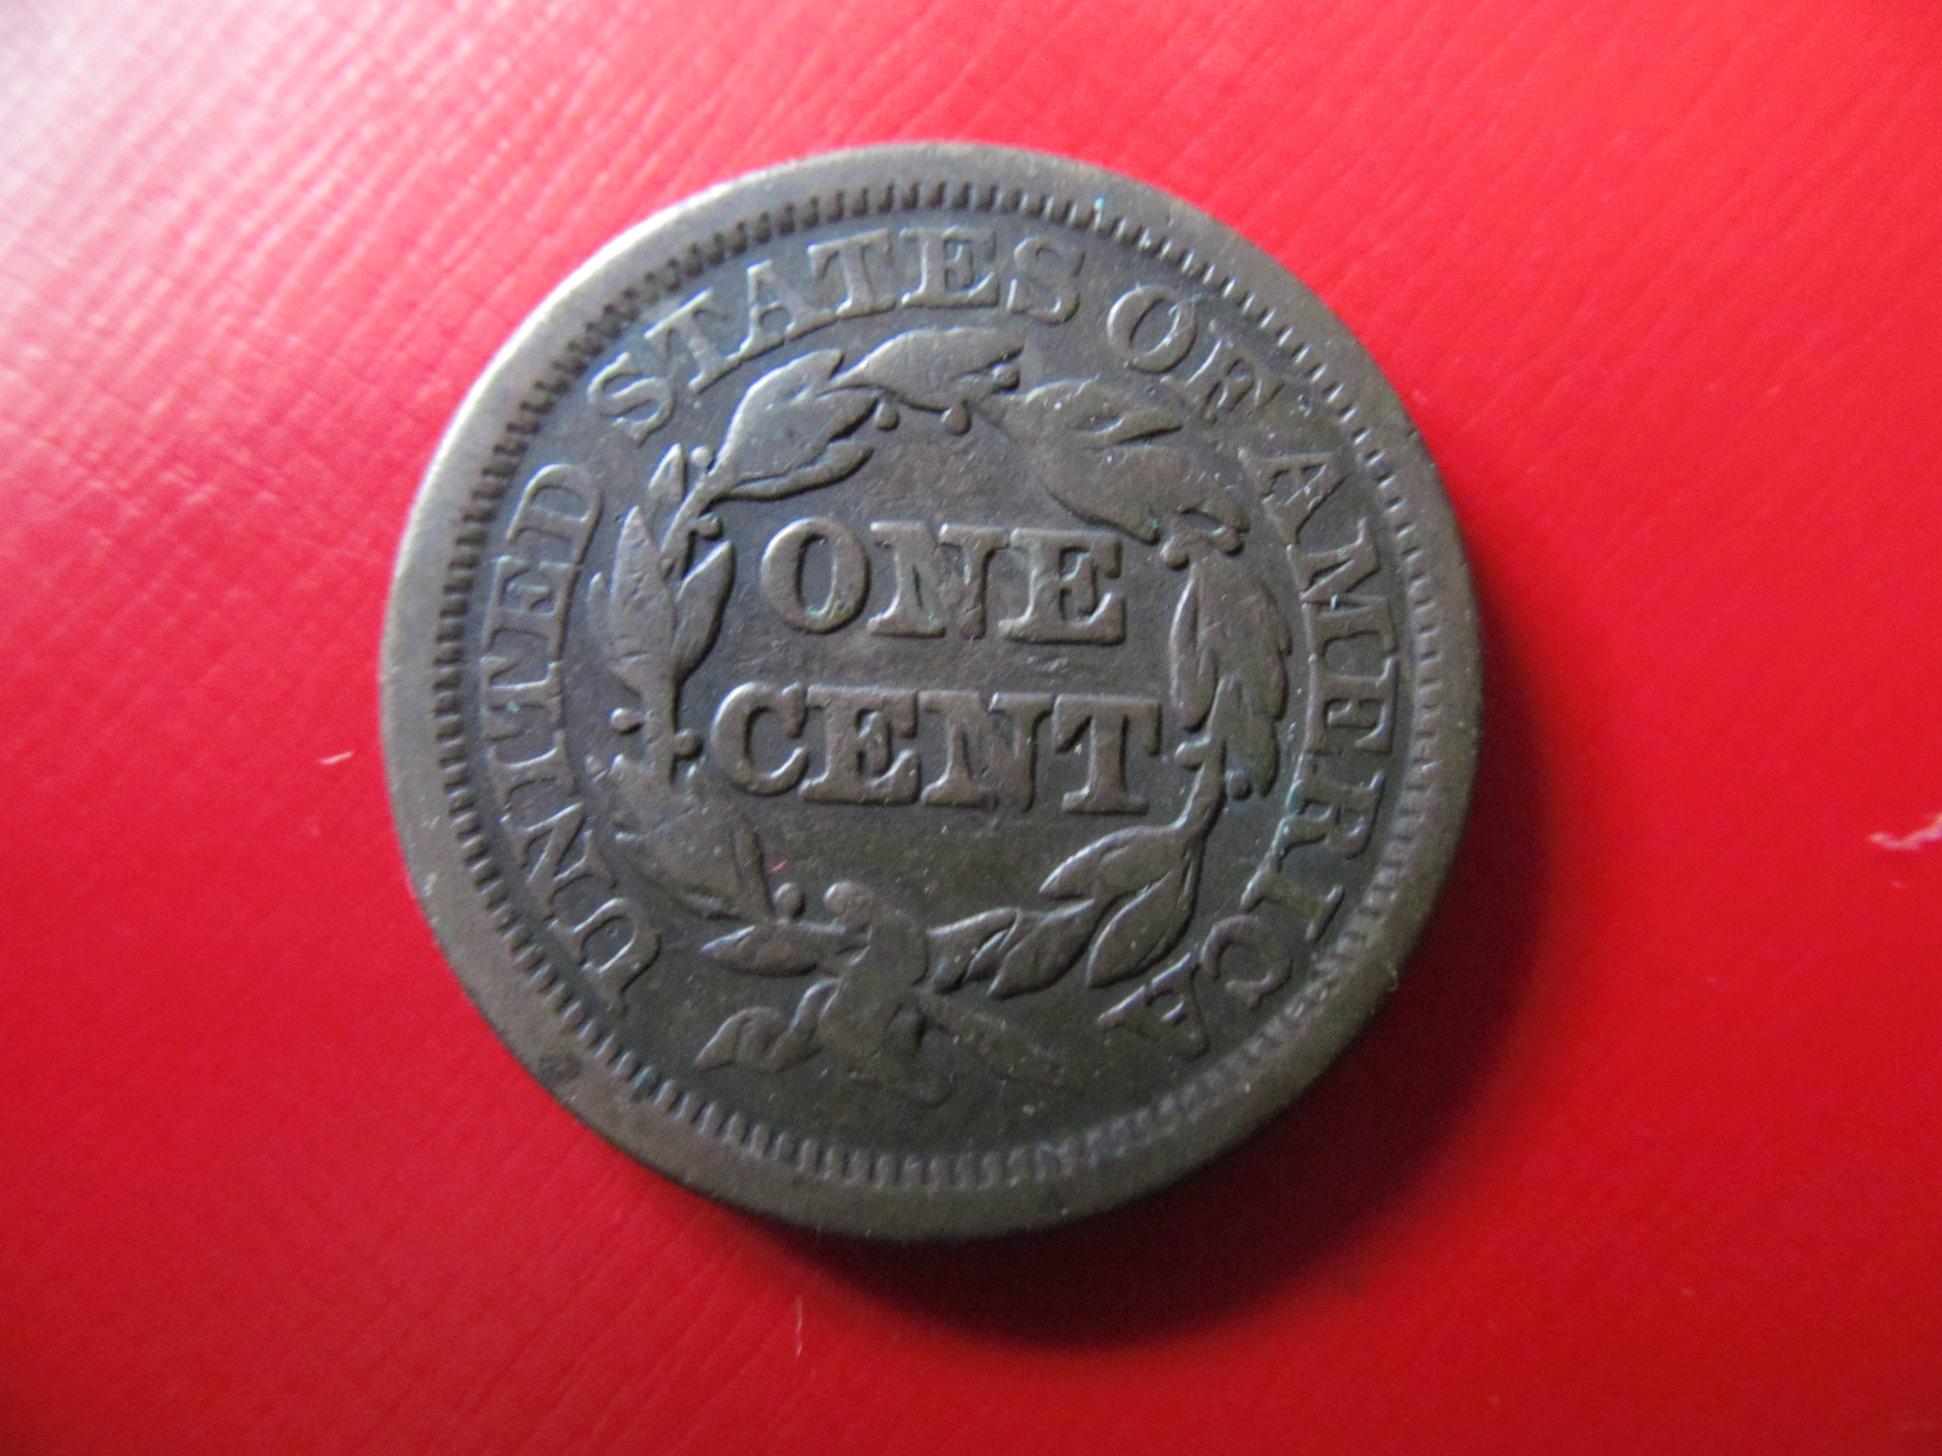 UNITED STATES OF AMERICA
ONE
CENT